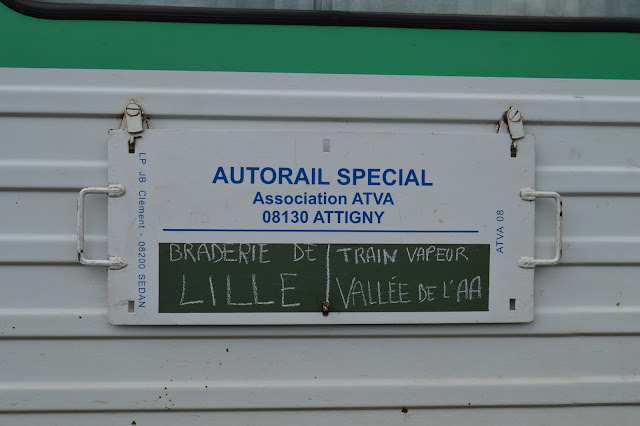 AUTORAIL SPECIAL
Association ATVA
08130 ATTIGNY
BRADERIE DE
LILLE
TRAIN VAPEUR
VALLÉE DE L'AA
LP JB Clément - 08200 SEDAN
ATVA 08